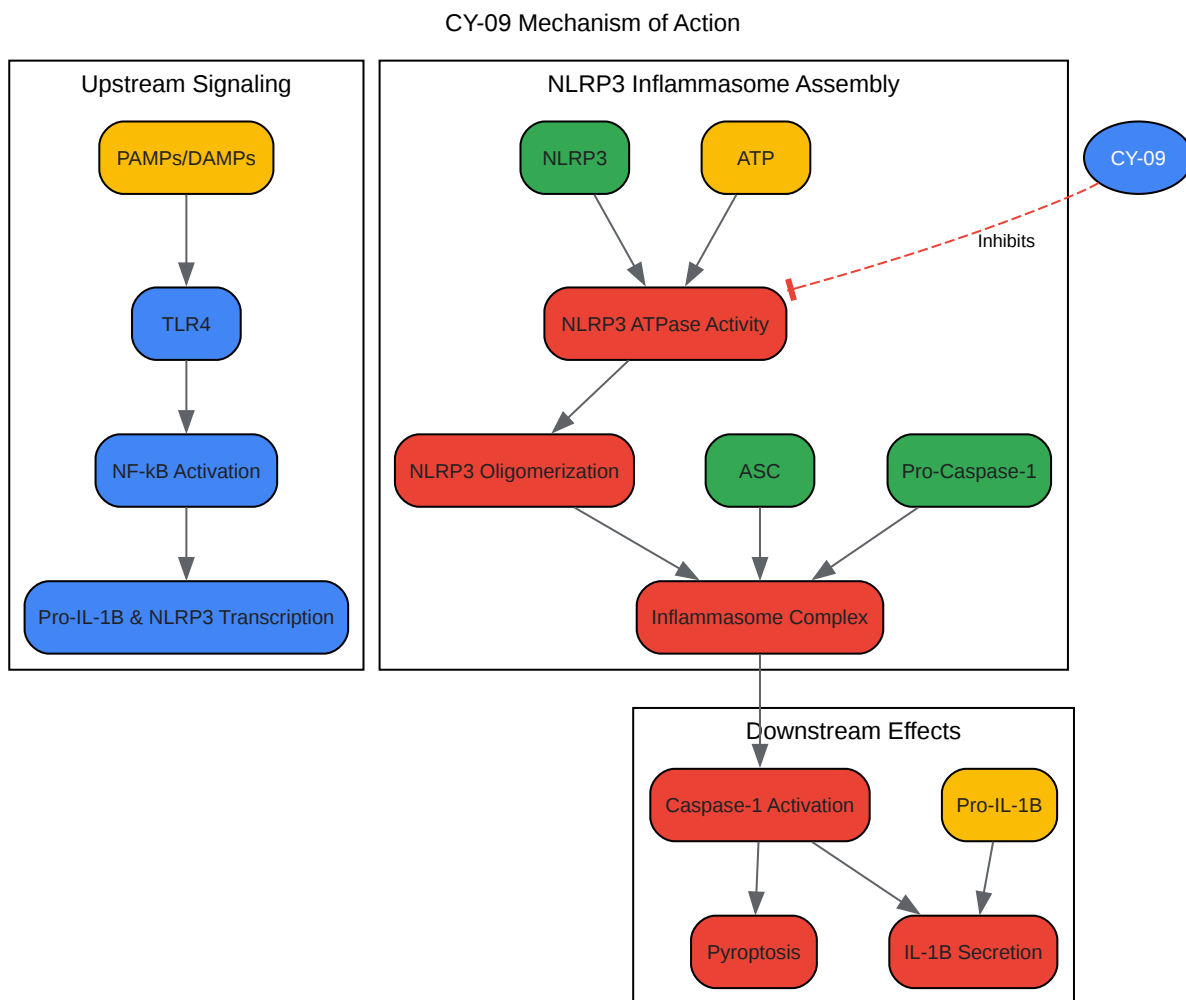 CY-09 Mechanism of Action
Upstream Signaling
PAMPs/DAMPs
TLR4
NF-kB Activation
Pro-IL-1B & NLRP3 Transcription
NLRP3 Inflammasome Assembly
NLRP3
ATP
NLRP3 ATPase Activity
NLRP3 Oligomerization
ASC
Pro-Caspase-1
Inflammasome Complex
CY-09
Inhibits
Downstream Effects
Caspase-1 Activation
Pro-IL-1B
Pyroptosis
IL-1B Secretion